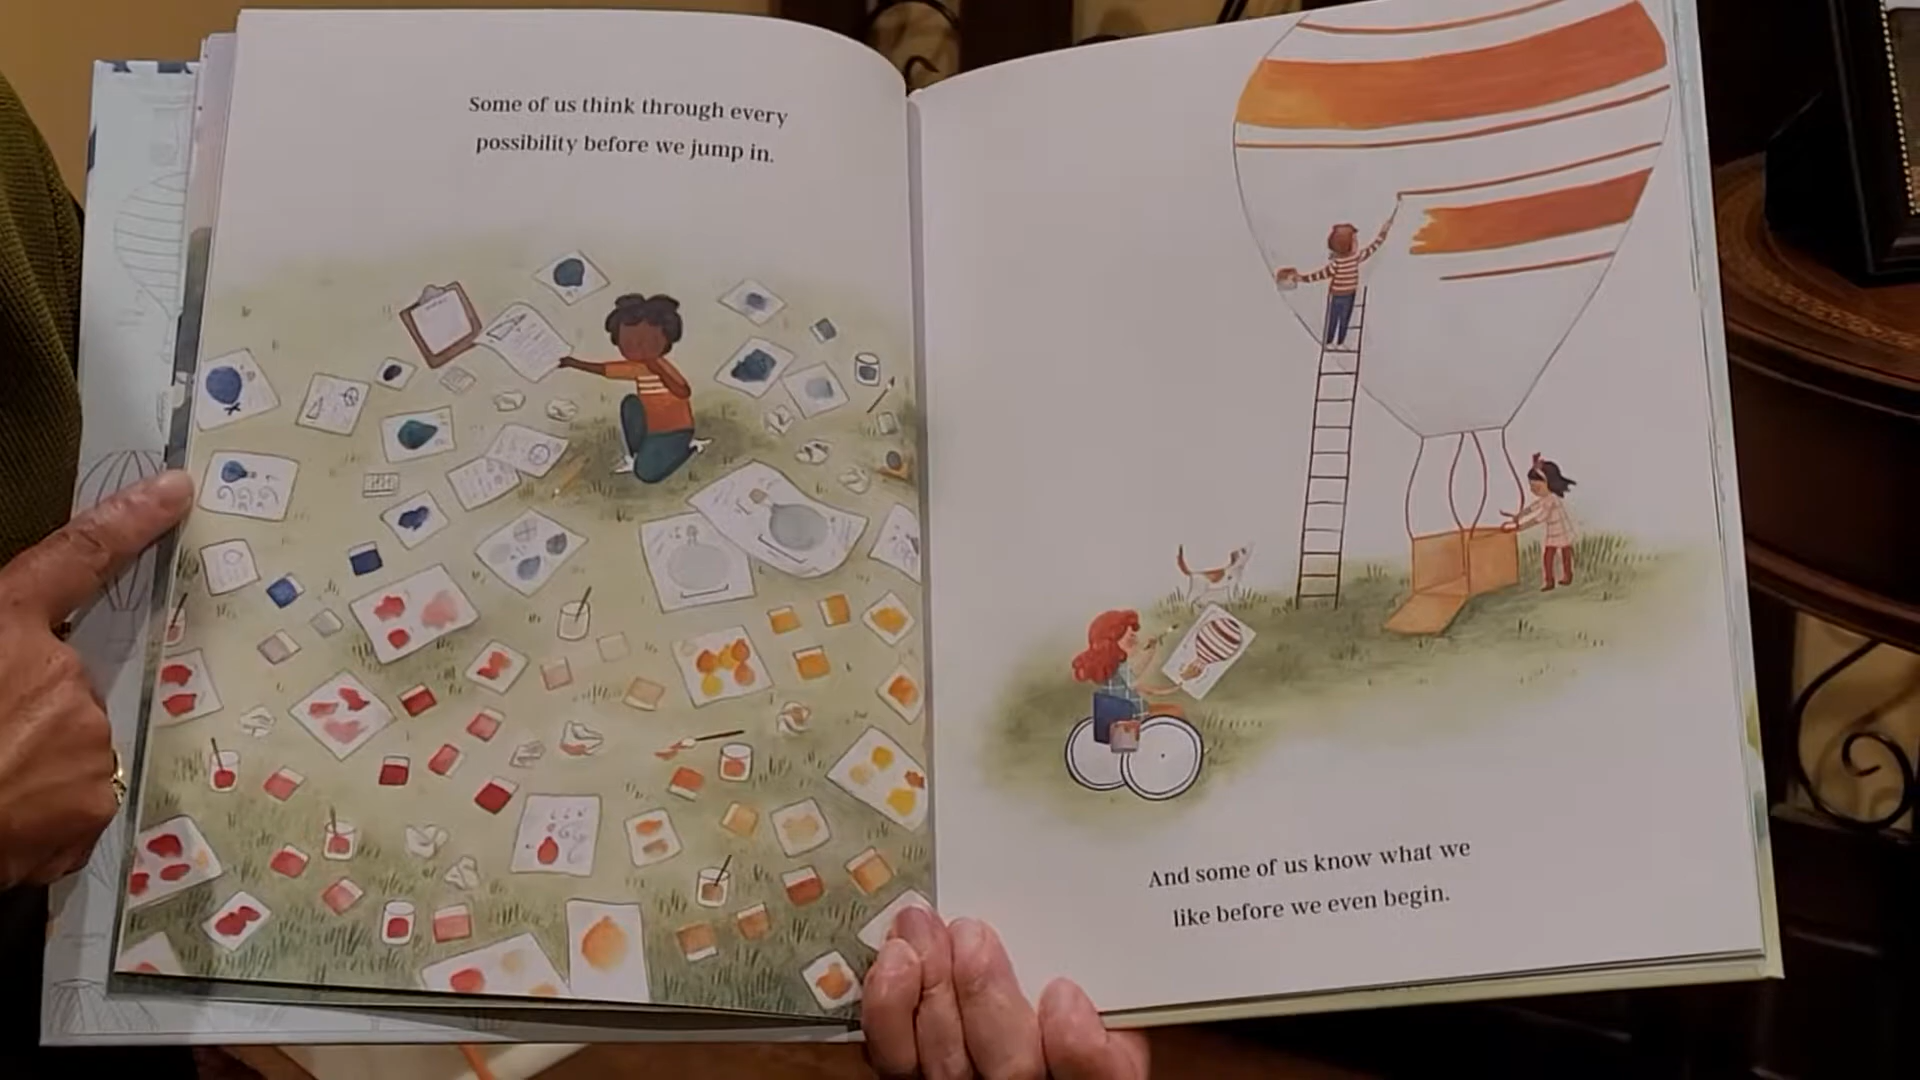 Some of us think through every
possibility before we jump in.
And some of us know what we
like before we even begin.